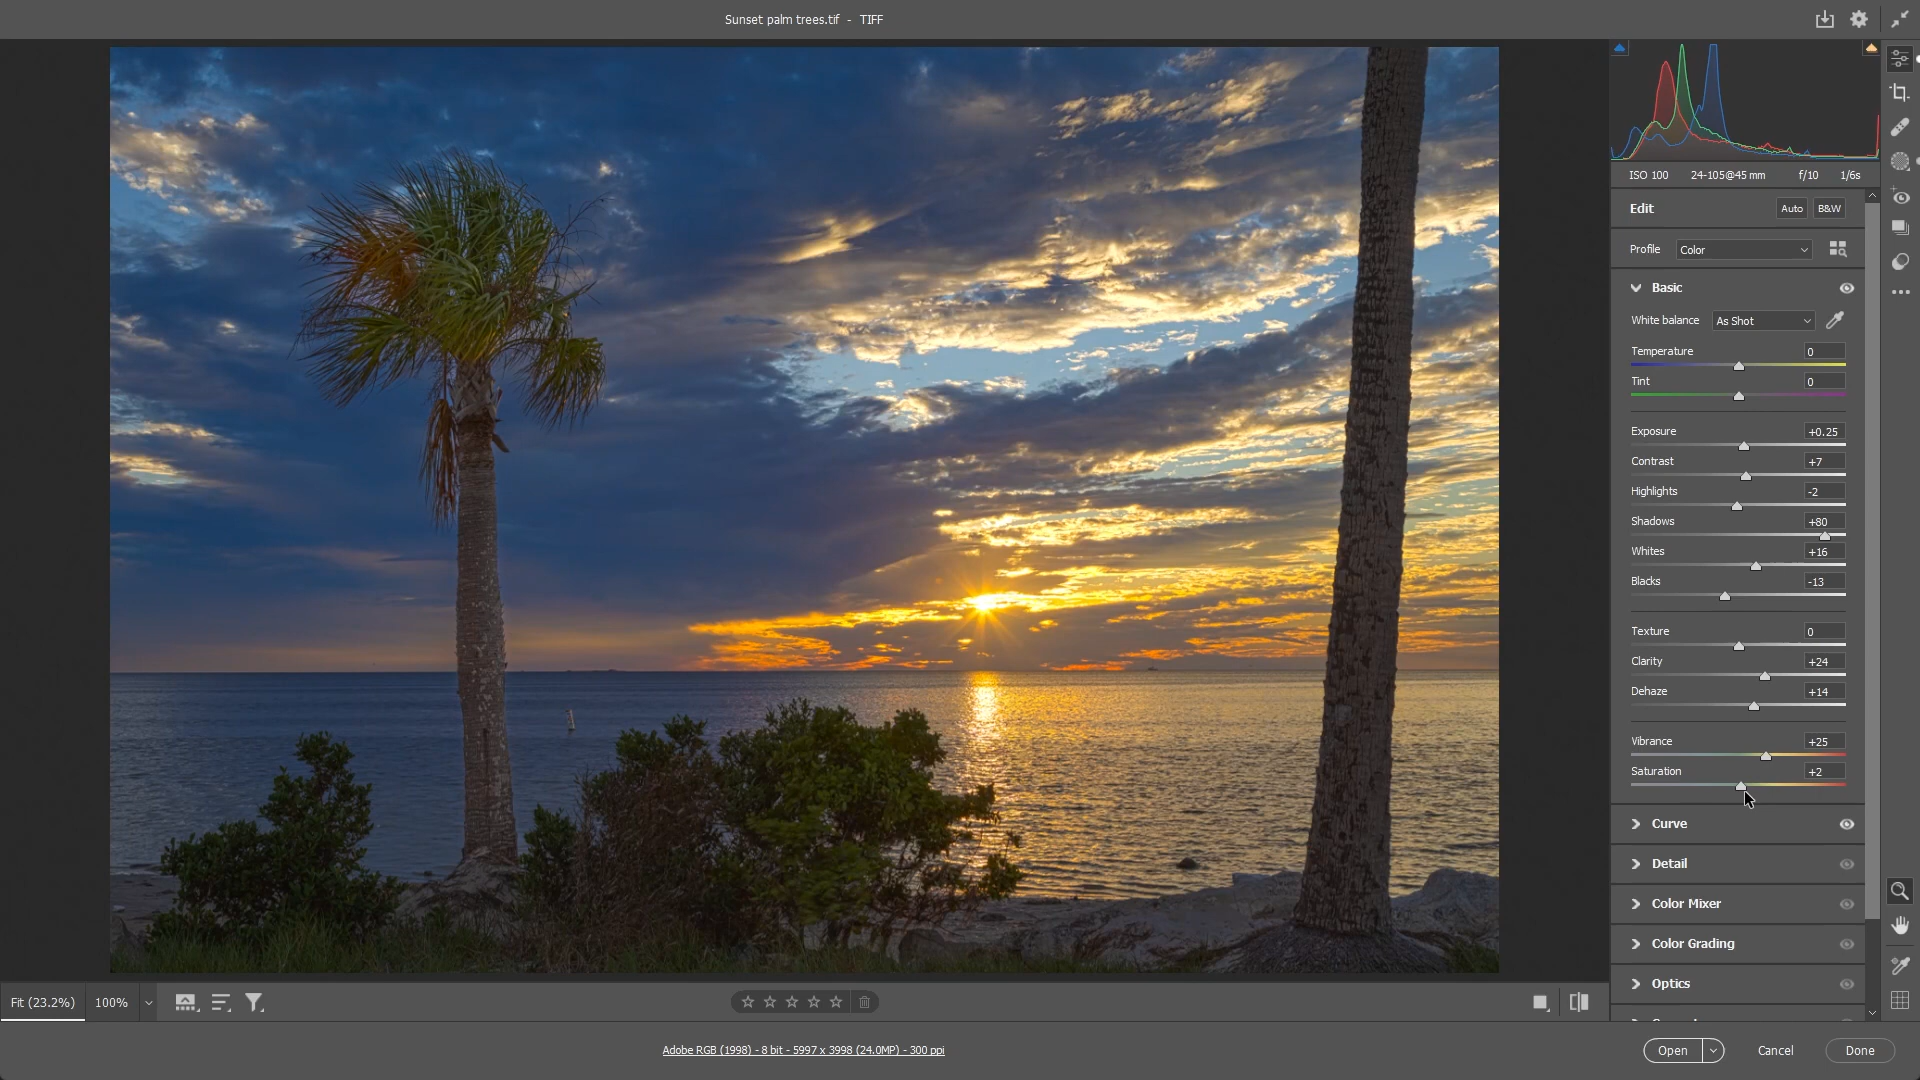 Sunset palm trees.tif - TIFF
ISO 100 24-105@45 mm f/10 1/6s
Edit Auto B&W
Profile Color
Basic
White balance As Shot
Temperature 0
Tint 0
Exposure +0.25
Contrast +7
Highlights -2
Shadows +80
Whites +16
Blacks -13
Texture 0
Clarity +24
Dehaze +14
Vibrance +25
Saturation +2
Curve
Detail
Color Mixer
Color Grading
Optics
Fit (23.2%) 100%
Adobe RGB (1998) - 8 bit - 5997 x 3998 (24.0MP) - 300 ppi
Open Cancel Done